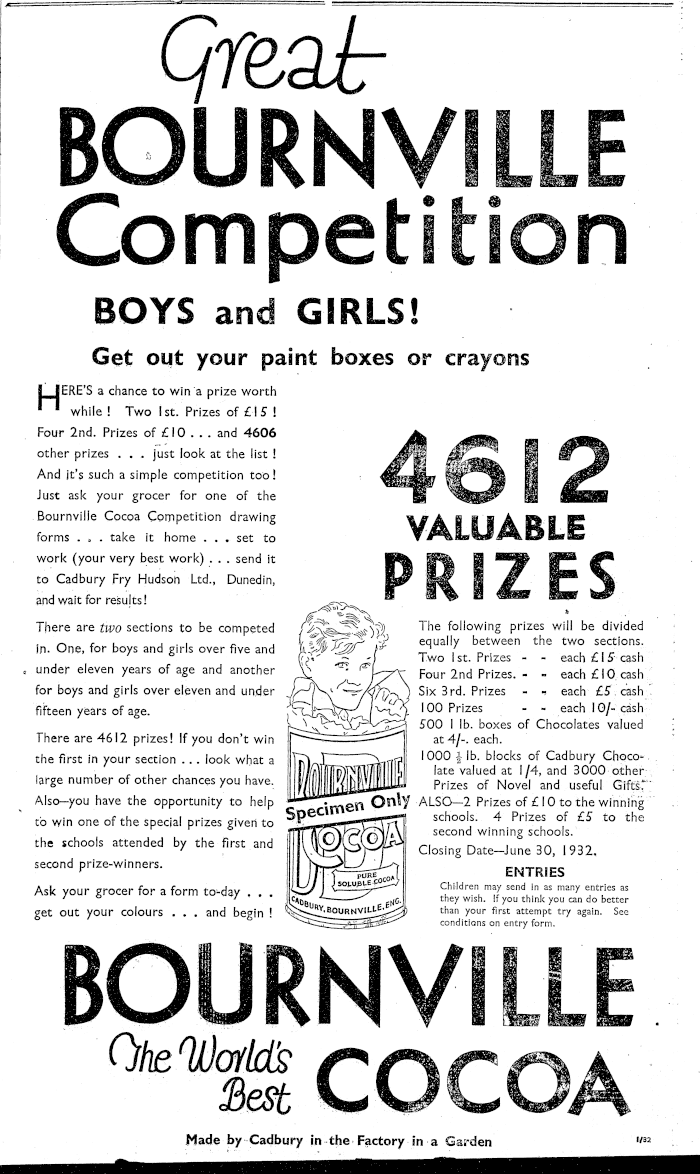 Great
BOURNVILLE
Competition
BOYS and GIRLS!
Get out your paint boxes or crayons
HERE'S a chance to win a prize worth
while! Two 1st. Prizes of £15!
Four 2nd. Prizes of £10 . . . and 4606
other prizes . . . just look at the list!
And it's such a simple competition too!
Just ask your grocer for one of the
Bournville Cocoa Competition drawing
forms . . . take it home . . . set to
work (your very best work) . . . send it
to Cadbury Fry Hudson Ltd., Dunedin,
and wait for results!
There are two sections to be competed
in. One, for boys and girls over five and
under eleven years of age and another
for boys and girls over eleven and under
fifteen years of age.
There are 4612 prizes! If you don't win
the first in your section . . . look what a
large number of other chances you have.
Also—you have the opportunity to help
to win one of the special prizes given to
the schools attended by the first and
second prize-winners.
Ask your grocer for a form to-day . . .
get out your colours . . . and begin!
4612
VALUABLE
PRIZES
The following prizes will be divided
equally between the two sections.
Two 1st. Prizes - - each £15 cash
Four 2nd Prizes. - - each £10 cash
Six 3rd. Prizes - - each £5 cash
100 Prizes - - each 10/- cash
500 1 lb. boxes of Chocolates valued
at 4/-. each.
1000 ½ lb. blocks of Cadbury Choco-
late valued at 1/4, and 3000 other
Prizes of Novel and useful Gifts.
ALSO—2 Prizes of £10 to the winning
schools. 4 Prizes of £5 to the
second winning schools.
Closing Date—June 30, 1932.
ENTRIES
Children may send in as many entries as
they wish. If you think you can do better
than your first attempt try again. See
conditions on entry form.
BOURNVILLE
Specimen Only
COCOA
PURE
SOLUBLE COCOA
CADBURY, BOURNVILLE, ENG.
BOURNVILLE
The World's
Best
COCOA
Made by Cadbury in the Factory in a Garden
1/32